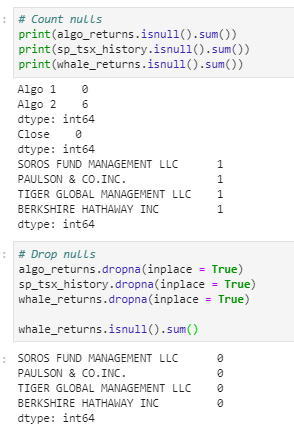 # Count nulls
print(algo_returns.isnull().sum())
print(sp_tsx_history.isnull().sum())
print(whale_returns.isnull().sum())
Algo 1    0
Algo 2    6
dtype: int64
Close    0
dtype: int64
SOROS FUND MANAGEMENT LLC      1
PAULSON & CO.INC.              1
TIGER GLOBAL MANAGEMENT LLC    1
BERKSHIRE HATHAWAY INC         1
dtype: int64
# Drop nulls
algo_returns.dropna(inplace = True)
sp_tsx_history.dropna(inplace = True)
whale_returns.dropna(inplace = True)
whale_returns.isnull().sum()
SOROS FUND MANAGEMENT LLC      0
PAULSON & CO.INC.              0
TIGER GLOBAL MANAGEMENT LLC    0
BERKSHIRE HATHAWAY INC         0
dtype: int64